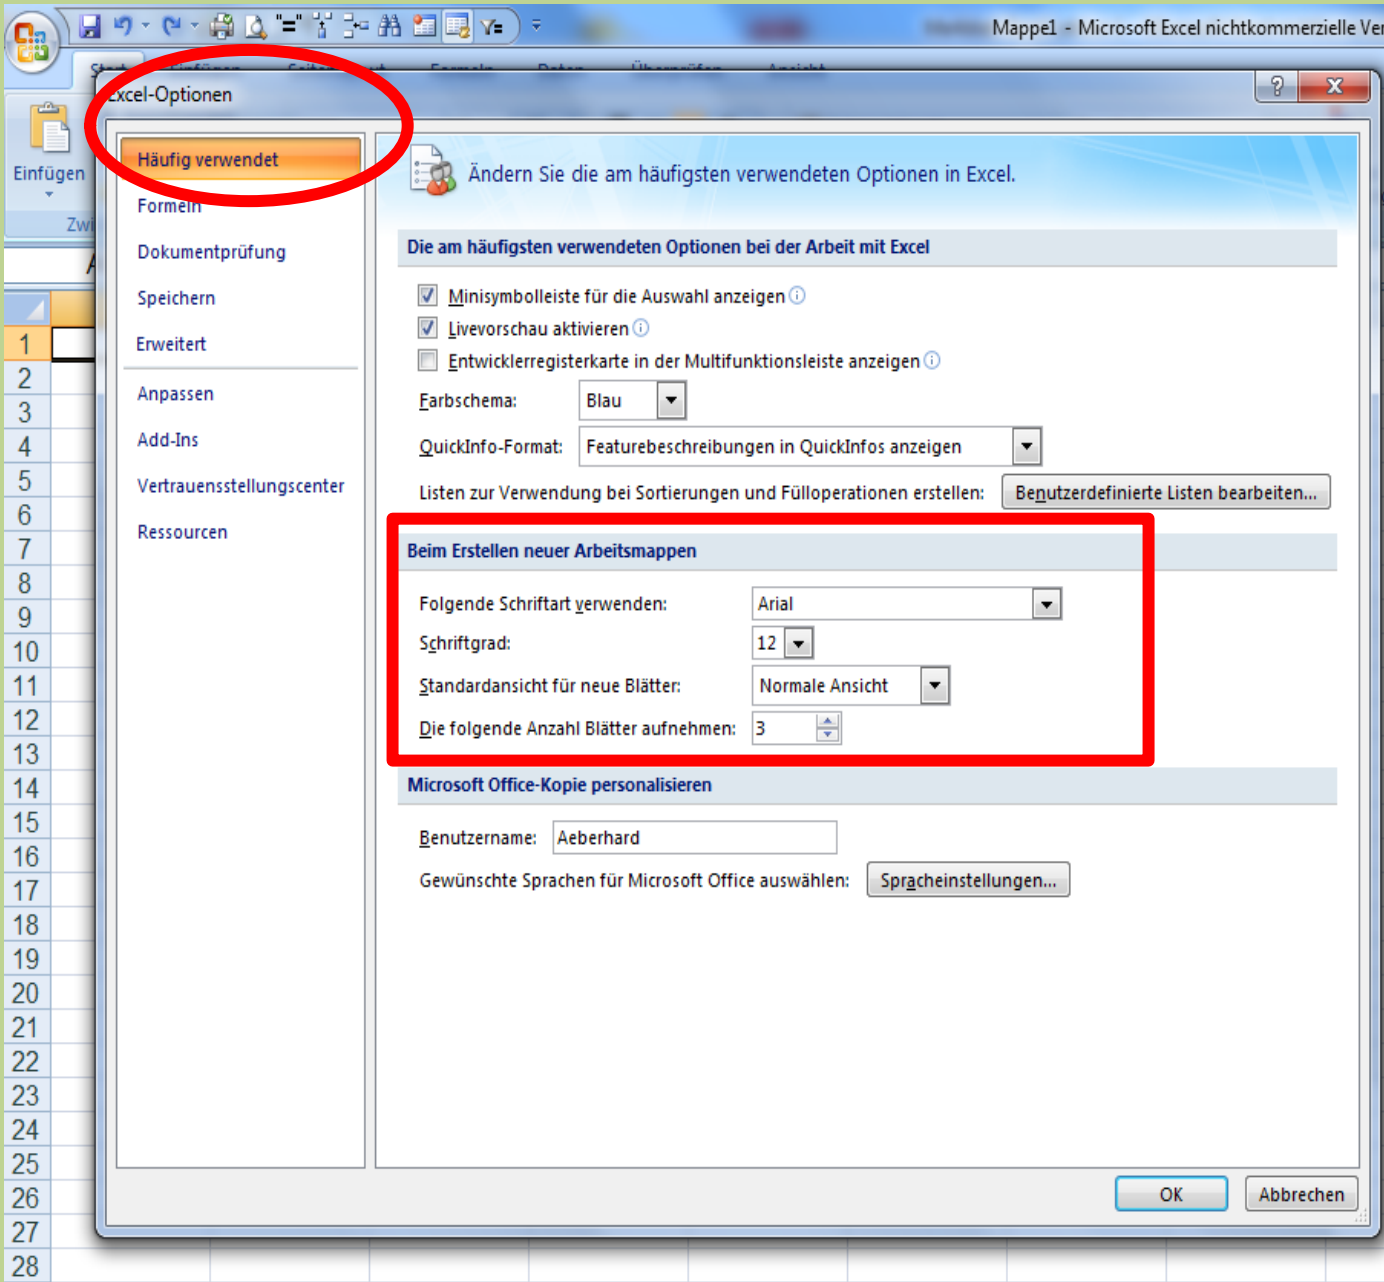 Mappe1 - Microsoft Excel nichtkommerzielle Ver
Excel-Optionen
Einfügen
Häufig verwendet
Formeln
Dokumentprüfung
Speichern
Erweitert
Anpassen
Add-Ins
Vertrauensstellungscenter
Ressourcen
Ändern Sie die am häufigsten verwendeten Optionen in Excel.
Die am häufigsten verwendeten Optionen bei der Arbeit mit Excel
Minisymbolleiste für die Auswahl anzeigen
Livevorschau aktivieren
Entwicklerregisterkarte in der Multifunktionsleiste anzeigen
Farbschema: Blau
QuickInfo-Format: Featurebeschreibungen in QuickInfos anzeigen
Listen zur Verwendung bei Sortierungen und Fülloperationen erstellen: Benutzerdefinierte Listen bearbeiten...
Beim Erstellen neuer Arbeitsmappen
Folgende Schriftart verwenden: Arial
Schriftgrad: 12
Standardansicht für neue Blätter: Normale Ansicht
Die folgende Anzahl Blätter aufnehmen: 3
Microsoft Office-Kopie personalisieren
Benutzername: Aeberhard
Gewünschte Sprachen für Microsoft Office auswählen: Spracheinstellungen...
OK Abbrechen
1
2
3
4
5
6
7
8
9
10
11
12
13
14
15
16
17
18
19
20
21
22
23
24
25
26
27
28